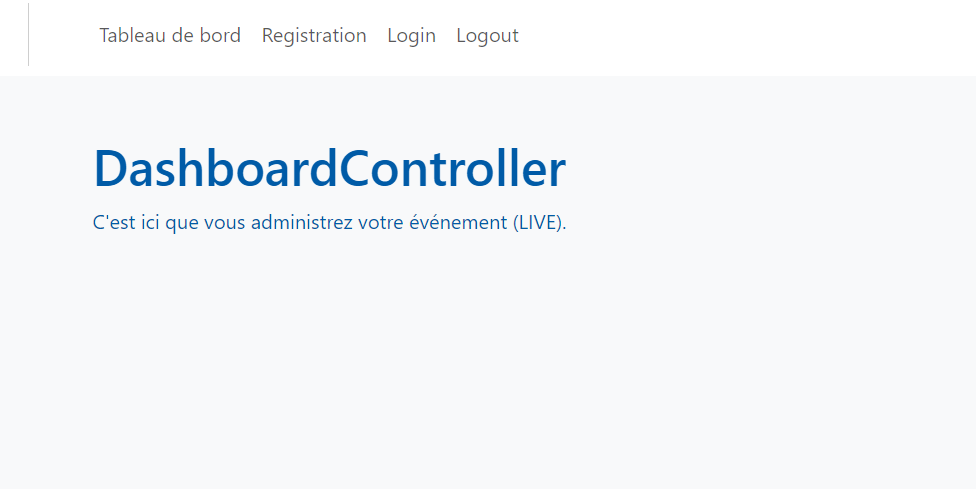 Tableau de bord Registration Login Logout
DashboardController
C'est ici que vous administrez votre événement (LIVE).